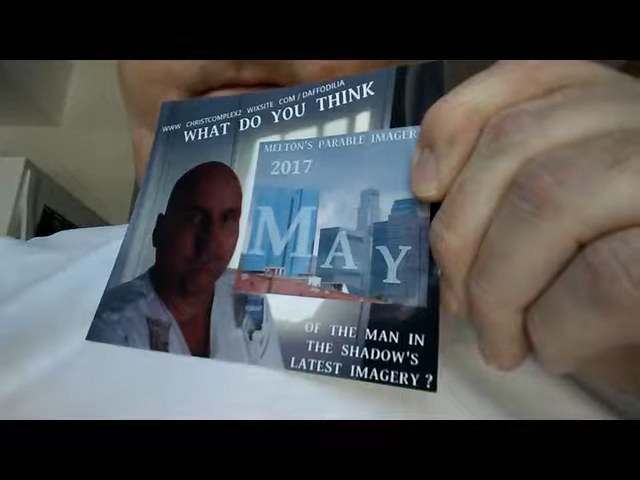 WWW CHRISTCOMPLEX2 WIXSITE COM / DAFFODILIA
WHAT DO YOU THINK
MELTON'S PARABLE IMAGERY
2017
MAY
OF THE MAN IN
THE SHADOW'S
LATEST IMAGERY ?